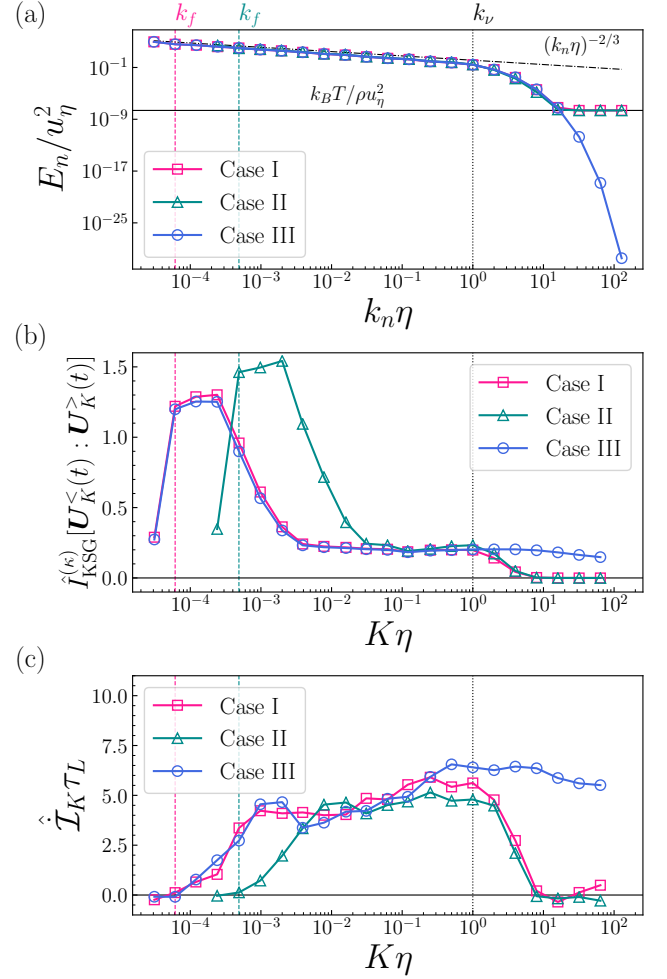 (a)
k_f
k_f
k_ν
(k_nη)^{-2/3}
k_BT/ρu_η^2
E_n/u_η^2
10^{-1}
10^{-9}
10^{-17}
10^{-25}
Case I
Case II
Case III
10^{-4}
10^{-3}
10^{-2}
10^{-1}
10^0
10^1
10^2
k_nη
(b)
Î_{KSG}^{(κ)}[U_K^<(t) : U_K^>(t)]
1.5
1.0
0.5
0.0
Case I
Case II
Case III
10^{-4}
10^{-3}
10^{-2}
10^{-1}
10^0
10^1
10^2
Kη
(c)
\hat{\dot{I}}_Kτ_L
10.0
7.5
5.0
2.5
0.0
Case I
Case II
Case III
10^{-4}
10^{-3}
10^{-2}
10^{-1}
10^0
10^1
10^2
Kη